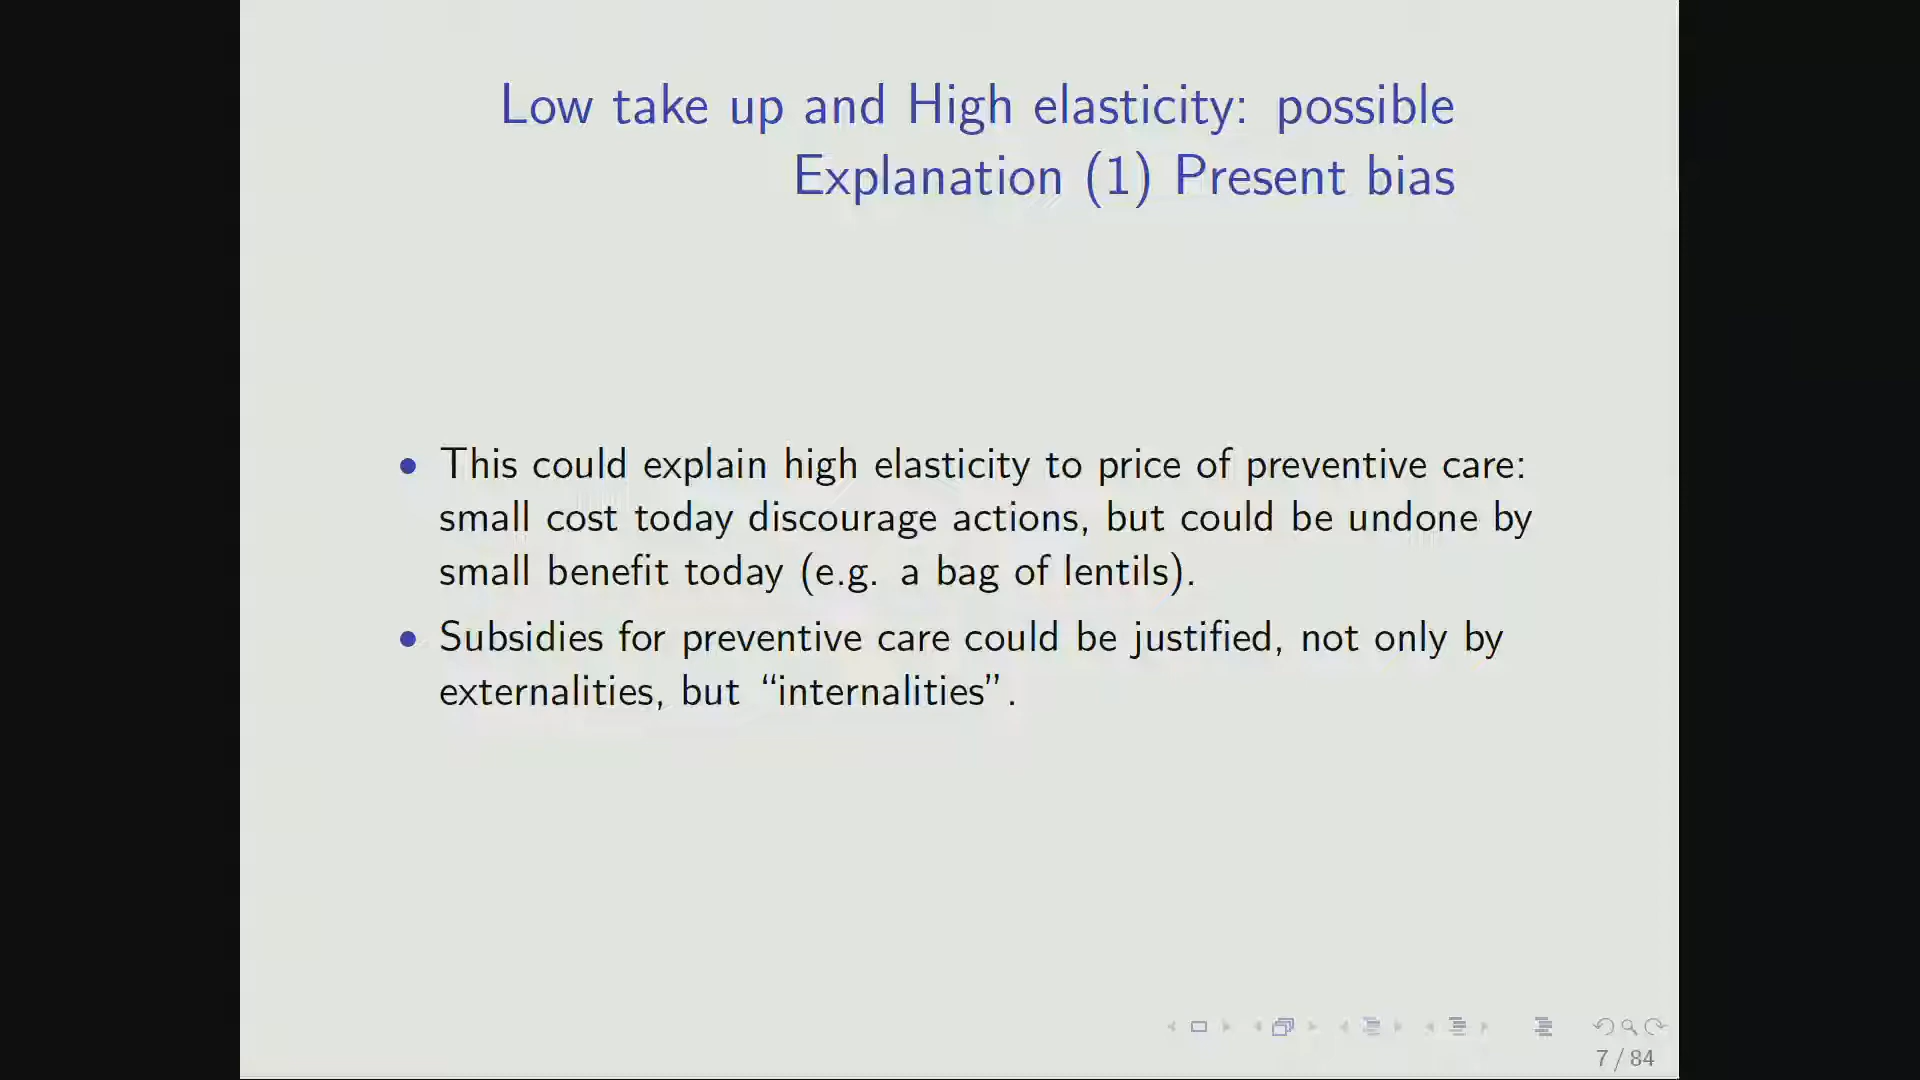 Low take up and High elasticity: possible
Explanation (1) Present bias
This could explain high elasticity to price of preventive care:
small cost today discourage actions, but could be undone by
small benefit today (e.g. a bag of lentils).
Subsidies for preventive care could be justified, not only by
externalities, but “internalities”.
7 / 84